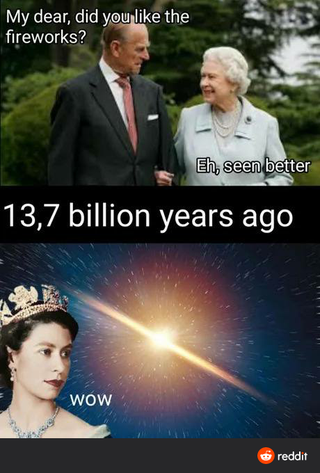 My dear, did you like the
fireworks?
Eh, seen better
13,7 billion years ago
wow
reddit